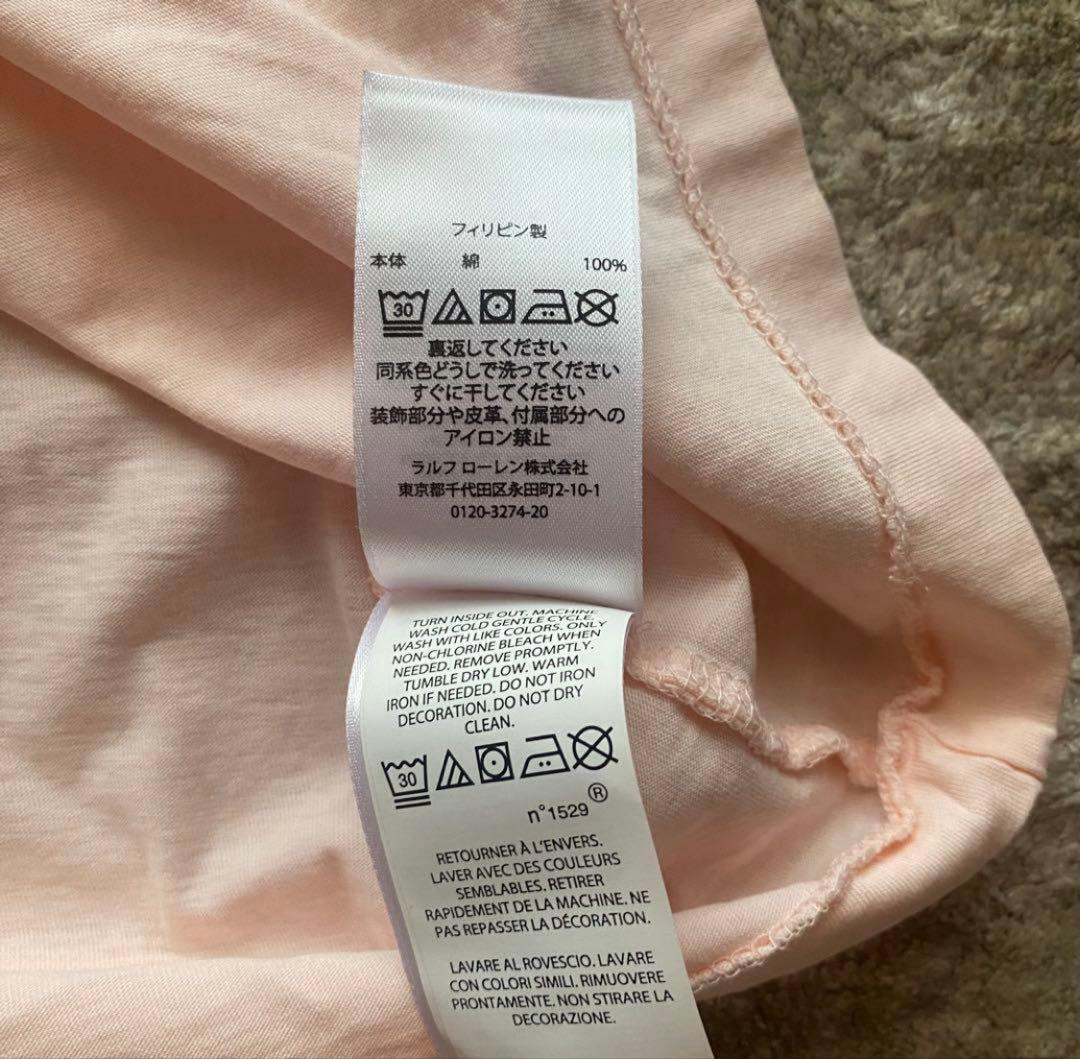 フィリピン製
本体 綿 100%
30
裏返してください
同系色どうしで洗ってください
すぐに干してください
装飾部分や皮革、付属部分への
アイロン禁止
ラルフ ローレン株式会社
東京都千代田区永田町2-10-1
0120-3274-20
TURN INSIDE OUT. MACHINE
WASH COLD GENTLE CYCLE.
WASH WITH LIKE COLORS. ONLY
NON-CHLORINE BLEACH WHEN
NEEDED. REMOVE PROMPTLY.
TUMBLE DRY LOW. WARM
IRON IF NEEDED. DO NOT IRON
DECORATION. DO NOT DRY
CLEAN.
30
n°1529 ®
RETOURNER À L'ENVERS.
LAVER AVEC DES COULEURS
SEMBLABLES. RETIRER
RAPIDEMENT DE LA MACHINE. NE
PAS REPASSER LA DÉCORATION.
LAVARE AL ROVESCIO. LAVARE
CON COLORI SIMILI. RIMUOVERE
PRONTAMENTE. NON STIRARE LA
DECORAZIONE.